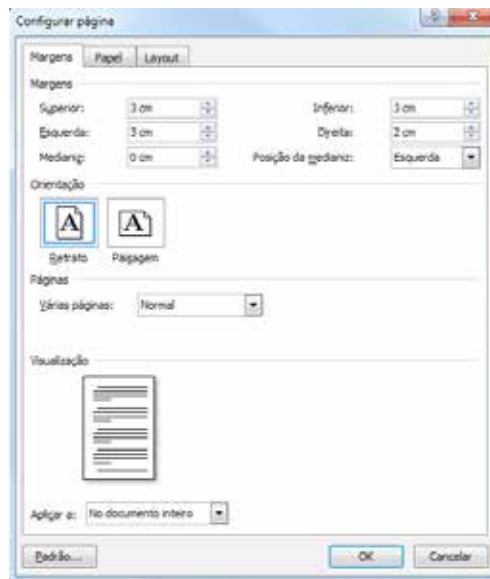 Configurar página
Margens Papel Layout
Margens
Superior: 3 cm Inferior: 3 cm
Esquerda: 3 cm Direita: 2 cm
Medianiz: 0 cm Posição da medianiz: Esquerda
Orientação
A A
Retrato Paisagem
Páginas
Várias páginas: Normal
Visualização
Aplicar a: No documento inteiro
Padrão... OK Cancelar